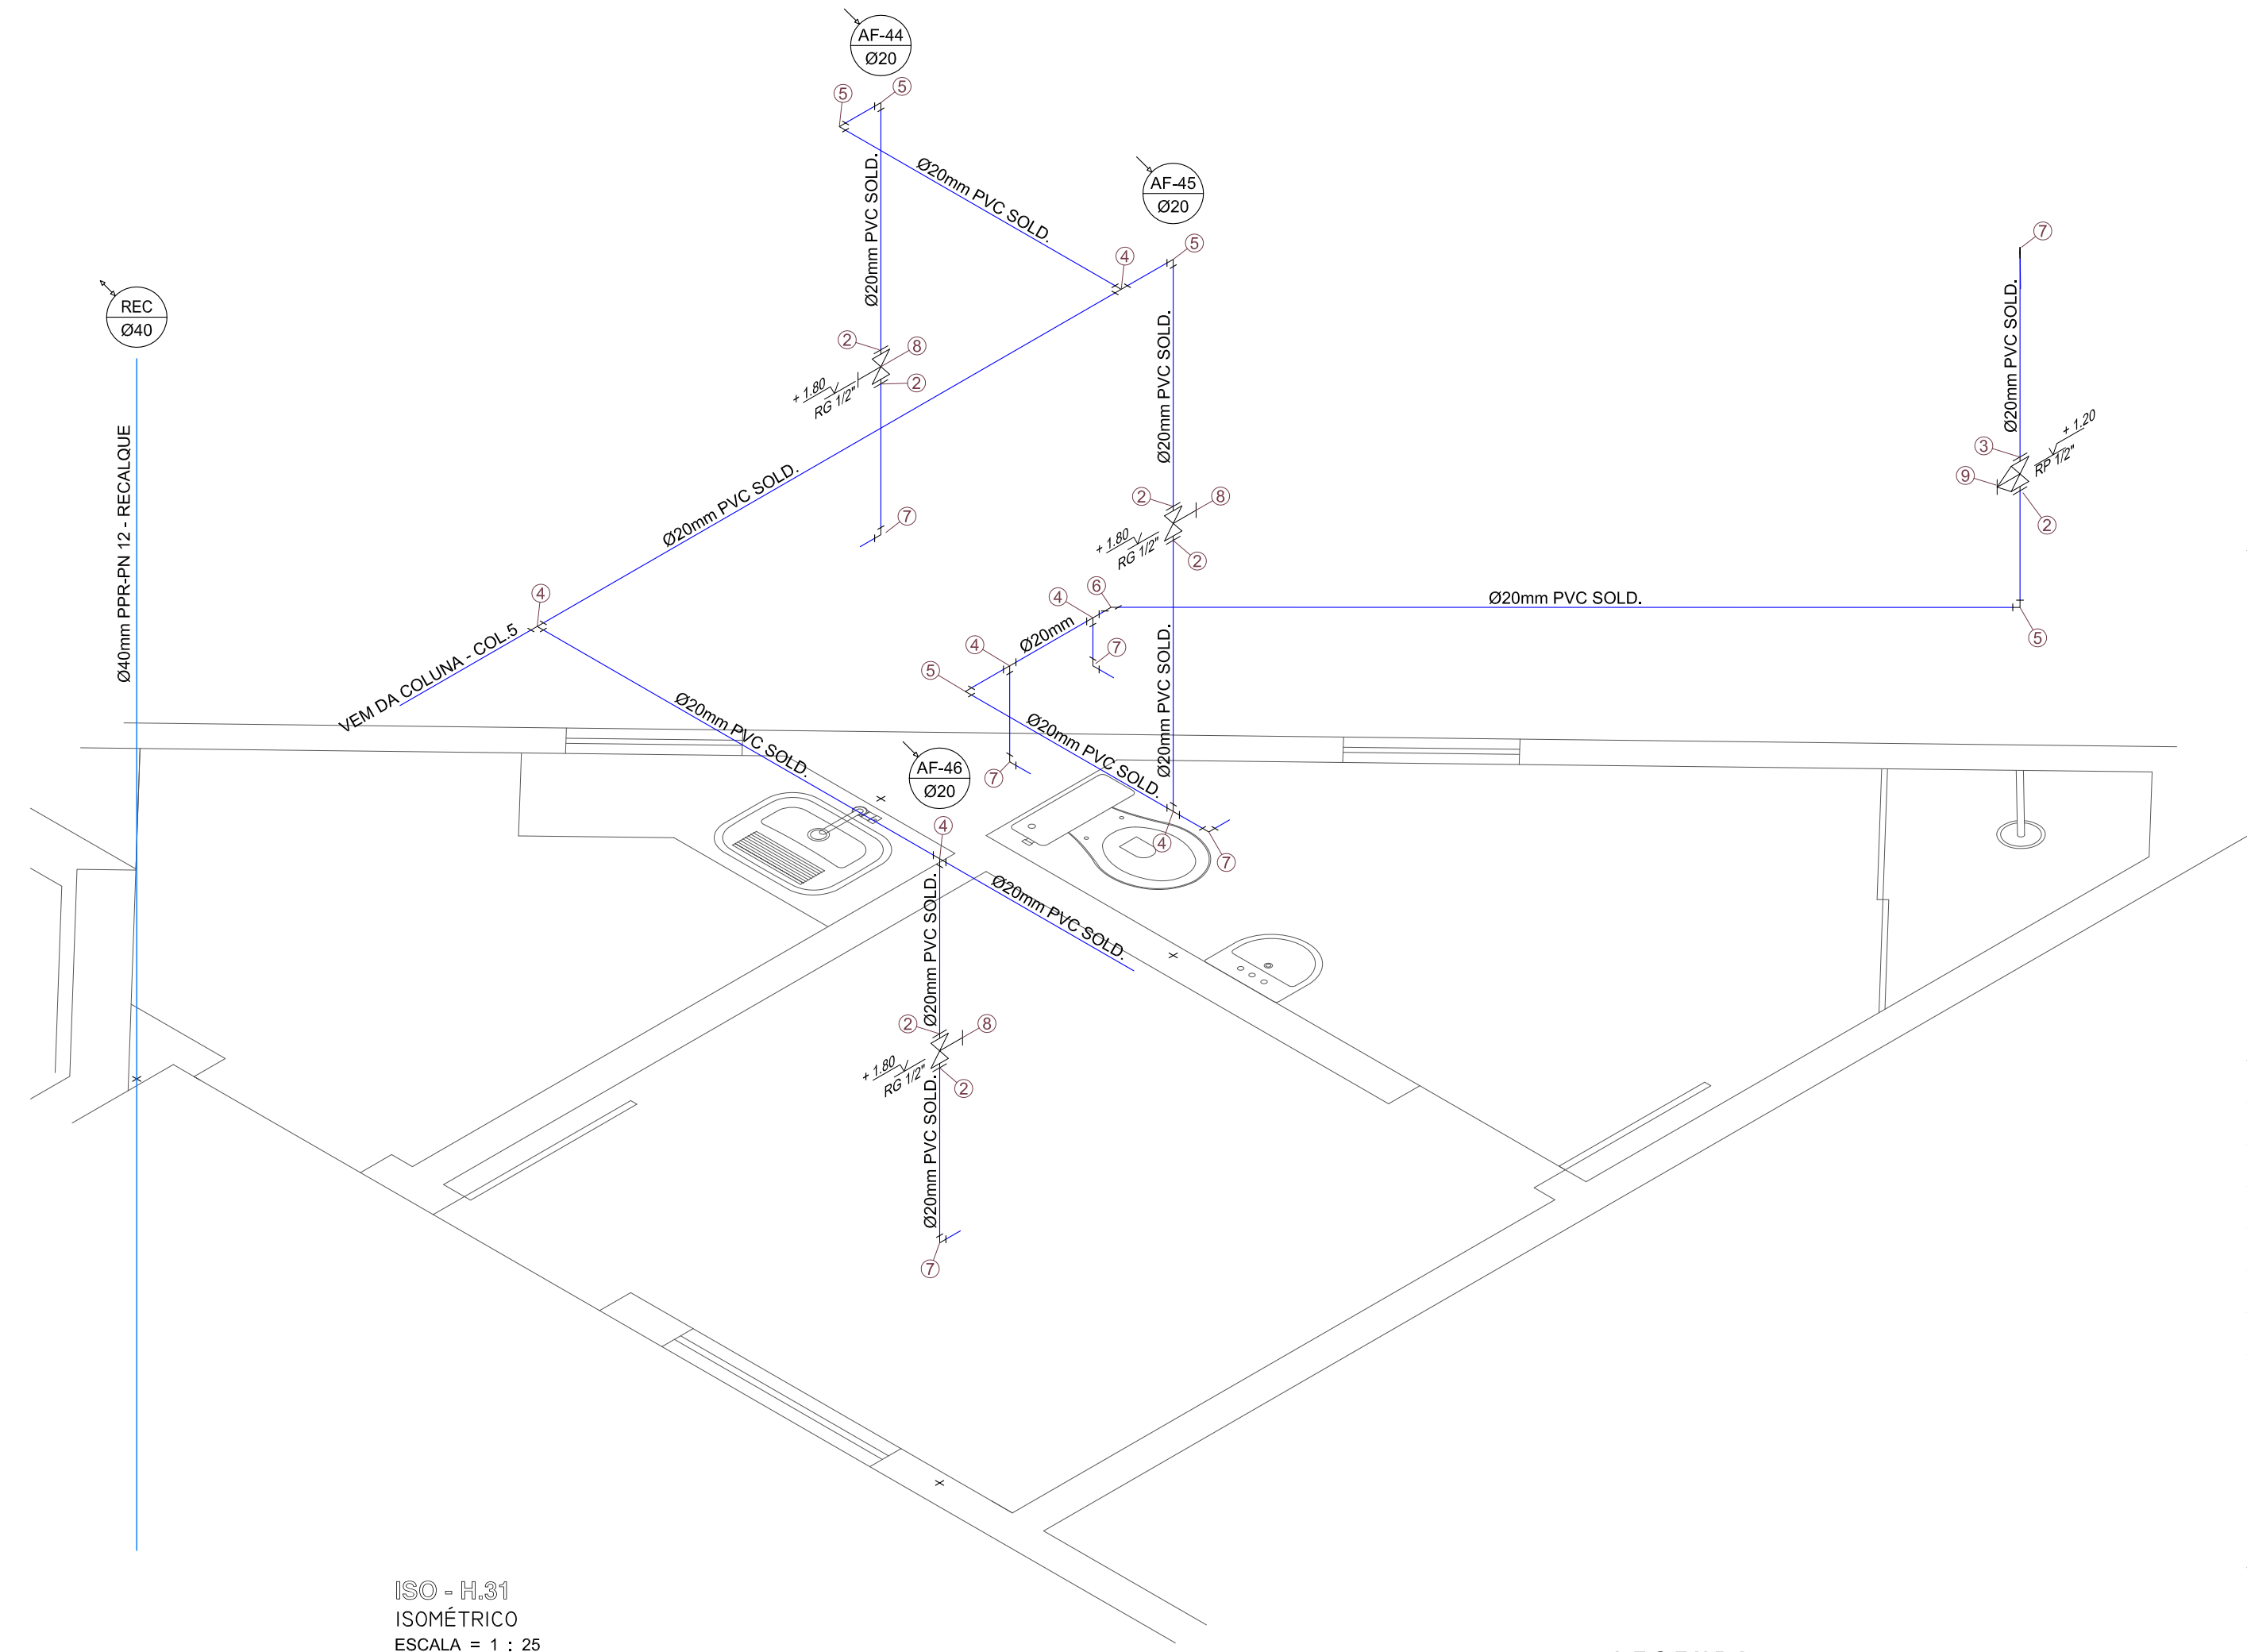 AF-44
Ø20
5
5
Ø20mm PVC SOLD.
Ø20mm PVC SOLD.
AF-45
Ø20
4
5
7
REC
Ø40
Ø40mm PPR-PN 12 - RECALQUE
2
8
2
+ 1.80
RG 1/2"
Ø20mm PVC SOLD.
Ø20mm PVC SOLD.
3
+ 1.20
RP 1/2"
9
2
Ø20mm PVC SOLD.
7
2
8
+ 1.80
RG 1/2"
2
4
VEM DA COLUNA - COL.5
6
4
Ø20mm
Ø20mm PVC SOLD.
4
7
5
5
Ø20mm PVC SOLD.
Ø20mm PVC SOLD.
Ø20mm PVC SOLD.
AF-46
Ø20
7
4
4
7
Ø20mm PVC SOLD.
Ø20mm PVC SOLD.
2
8
+ 1.80
RG 1/2"
2
Ø20mm PVC SOLD.
7
ISO - H.31
ISOMÉTRICO
ESCALA = 1 : 25